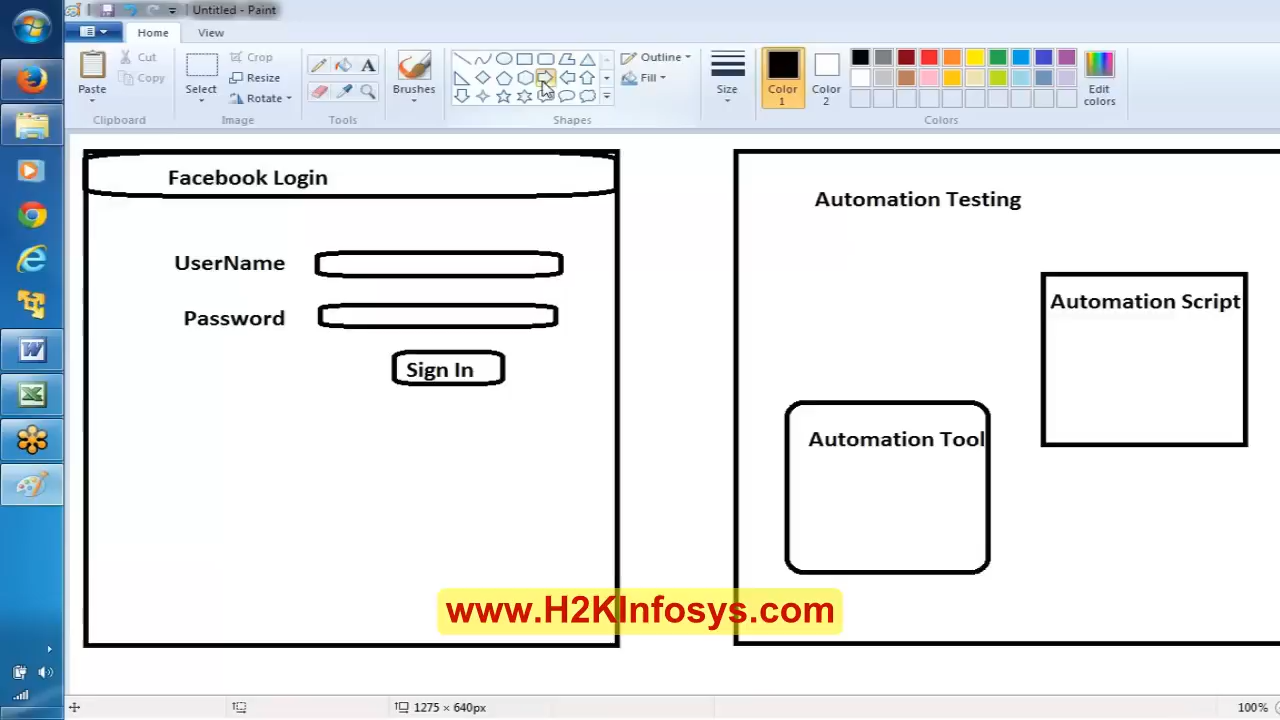 Untitled - Paint
Home View
Paste
Cut
Copy
Clipboard
Select
Crop
Resize
Rotate
Image
A
Tools
Brushes
Outline
Fill
Shapes
Size
Color 1
Color 2
Edit colors
Colors
Facebook Login
UserName
Password
Sign In
Automation Testing
Automation Script
Automation Tool
www.H2KInfosys.com
1275 × 640px
100%